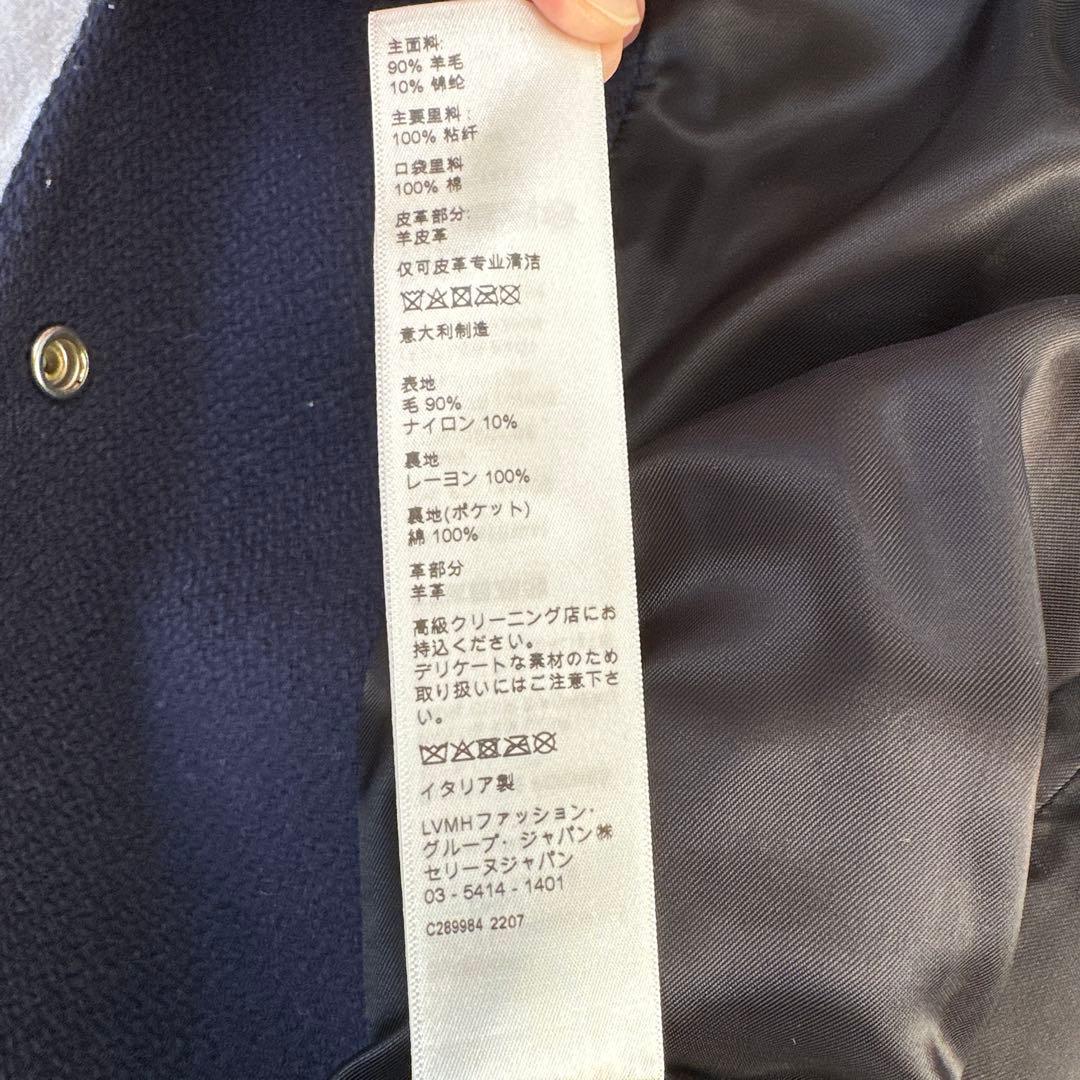 主面料:
90% 羊毛
10% 锦纶
主要里料:
100% 粘纤
口袋里料
100% 棉
皮革部分:
羊皮革
仅可皮革专业清洁
意大利制造
表地
毛 90%
ナイロン 10%
裏地
レーヨン 100%
裏地(ポケット)
綿 100%
革部分
羊革
高級クリーニング店にお
持込ください。
デリケートな素材のため
取り扱いにはご注意下さ
い。
イタリア製
LVMHファッション・
グループ・ジャパン㈱
セリーヌジャパン
03 - 5414 - 1401
C289984 2207